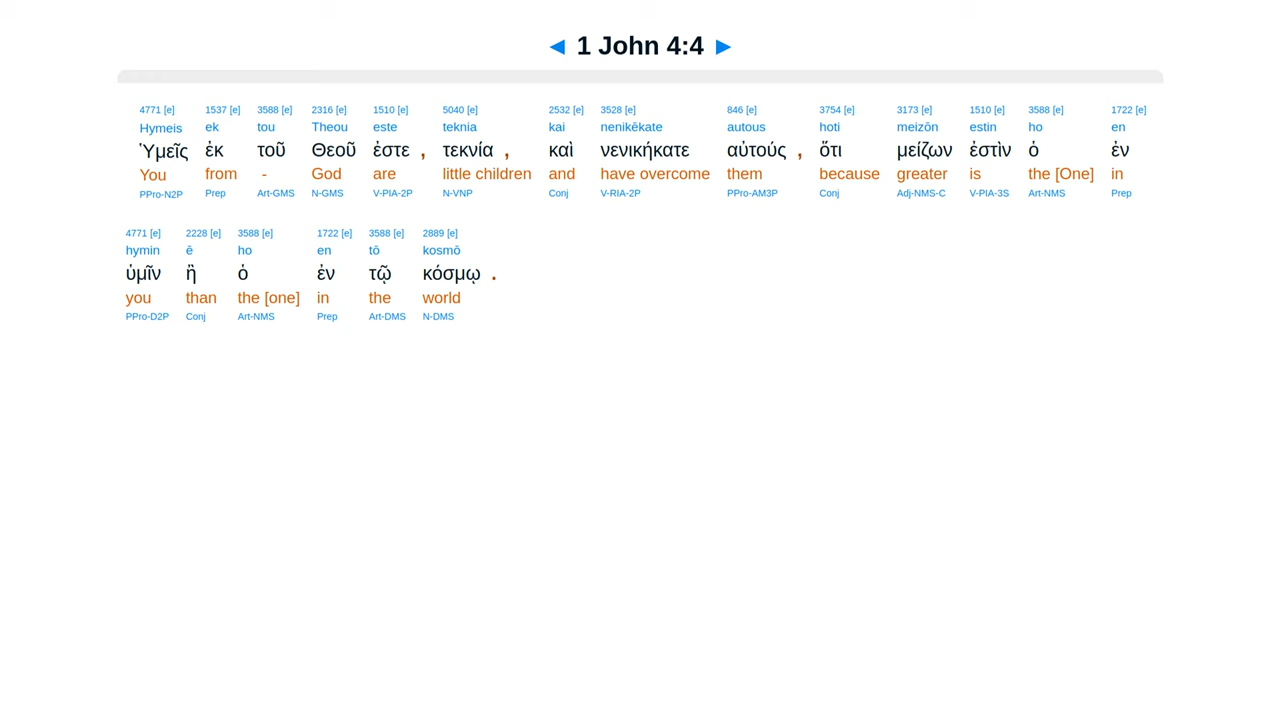 ◄ 1 John 4:4 ►
4771 [e] 1537 [e] 3588 [e] 2316 [e] 1510 [e] 5040 [e] 2532 [e] 3528 [e] 846 [e] 3754 [e] 3173 [e] 1510 [e] 3588 [e] 1722 [e]
Hymeis ek tou Theou este teknia kai nenikēkate autous hoti meizōn estin ho en
Ὑμεῖς ἐκ τοῦ Θεοῦ ἐστε , τεκνία , καὶ νενικήκατε αὐτούς , ὅτι μείζων ἐστὶν ὁ ἐν
You from - God are little children and have overcome them because greater is the [One] in
PPro-N2P Prep Art-GMS N-GMS V-PIA-2P N-VNP Conj V-RIA-2P PPro-AM3P Conj Adj-NMS-C V-PIA-3S Art-NMS Prep
4771 [e] 2228 [e] 3588 [e] 1722 [e] 3588 [e] 2889 [e]
hymin ē ho en tō kosmō
ὑμῖν ἢ ὁ ἐν τῷ κόσμῳ .
you than the [one] in the world
PPro-D2P Conj Art-NMS Prep Art-DMS N-DMS